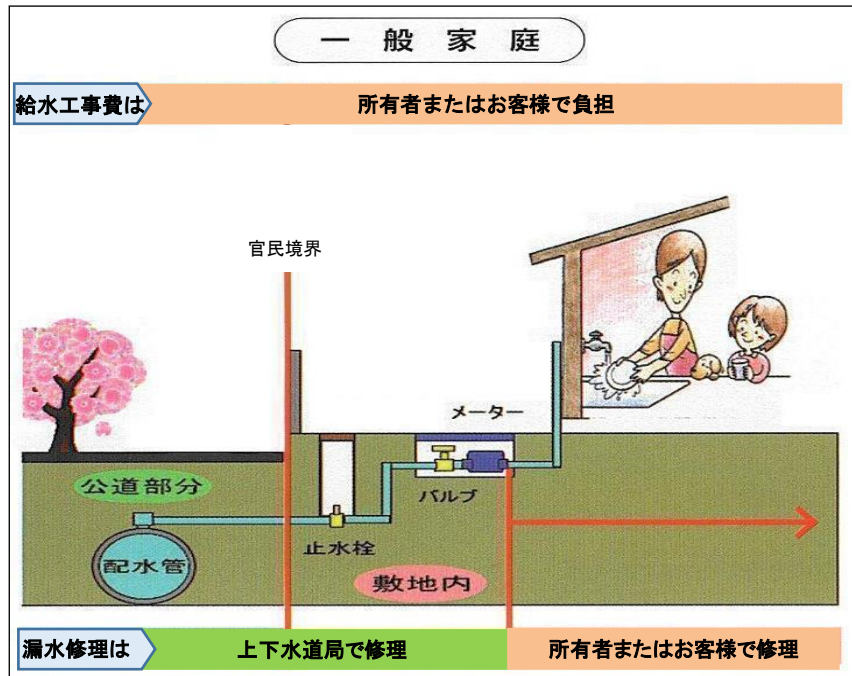 一般家庭
給水工事費は
所有者またはお客様で負担
官民境界
メーター
公道部分
バルブ
止水栓
配水管
敷地内
漏水修理は
上下水道局で修理
所有者またはお客様で修理